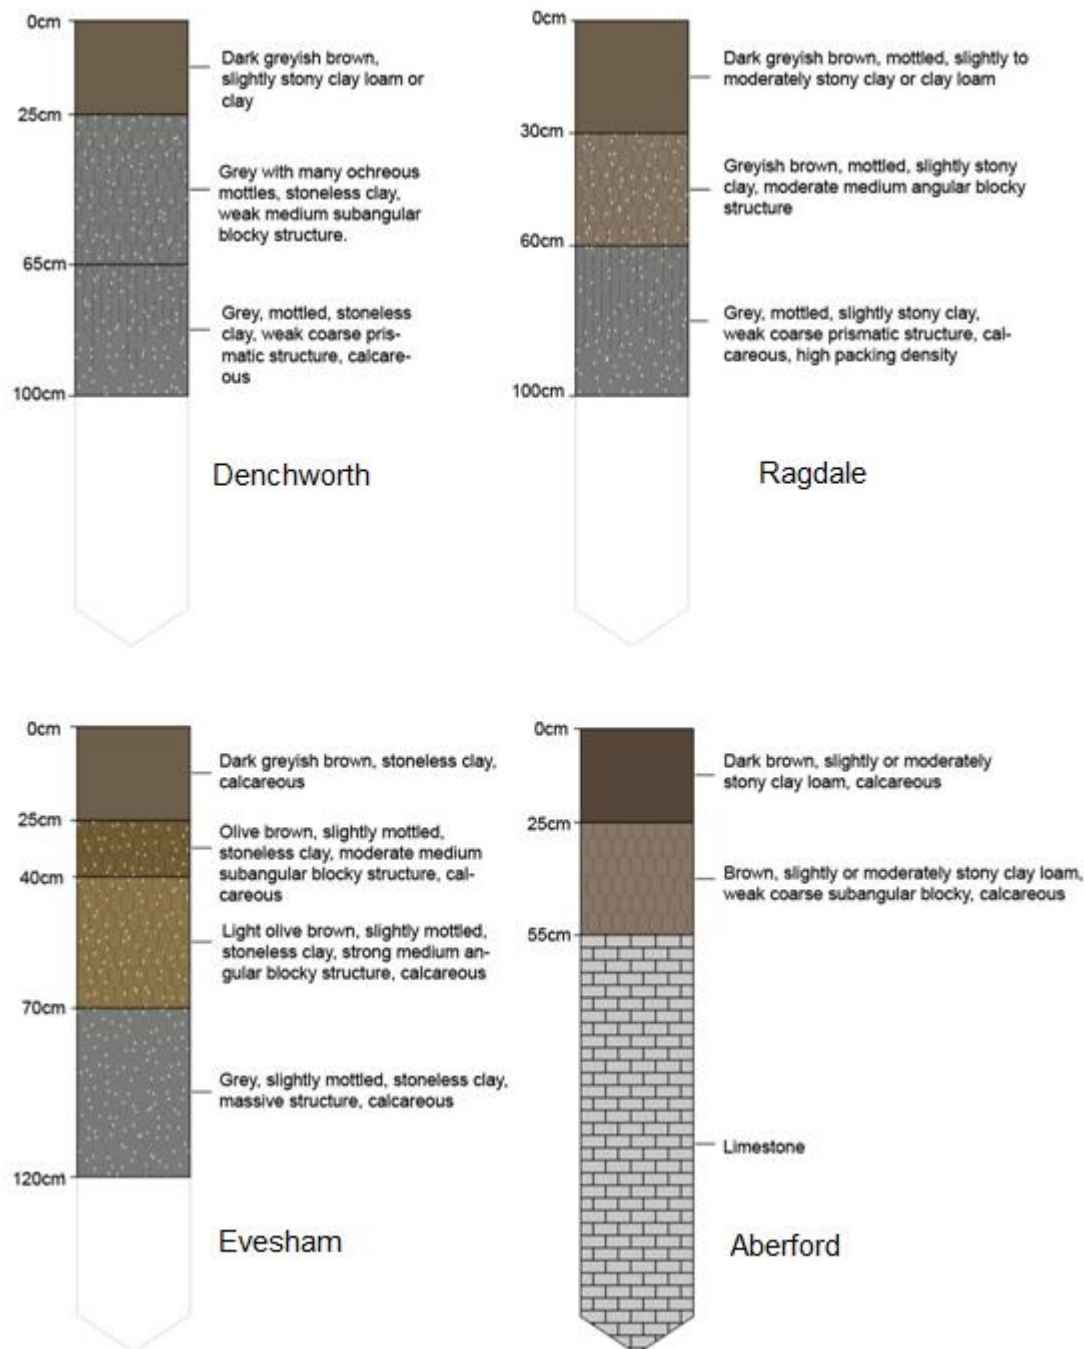 0cm
Dark greyish brown,
slightly stony clay loam or
clay
25cm
Grey with many ochreous
mottles, stoneless clay,
weak medium subangular
blocky structure.
65cm
Grey, mottled, stoneless
clay, weak coarse pris-
matic structure, calcare-
ous
100cm
Denchworth
0cm
Dark greyish brown, mottled, slightly to
moderately stony clay or clay loam
30cm
Greyish brown, mottled, slightly stony
clay, moderate medium angular blocky
structure
60cm
Grey, mottled, slightly stony clay,
weak coarse prismatic structure, cal-
careous, high packing density
100cm
Ragdale
0cm
Dark greyish brown, stoneless clay,
calcareous
25cm
Olive brown, slightly mottled,
stoneless clay, moderate medium
subangular blocky structure, cal-
careous
40cm
Light olive brown, slightly mottled,
stoneless clay, strong medium an-
gular blocky structure, calcareous
70cm
Grey, slightly mottled, stoneless clay,
massive structure, calcareous
120cm
Evesham
0cm
Dark brown, slightly or moderately
stony clay loam, calcareous
25cm
Brown, slightly or moderately stony clay loam,
weak coarse subangular blocky, calcareous
55cm
Limestone
Aberford